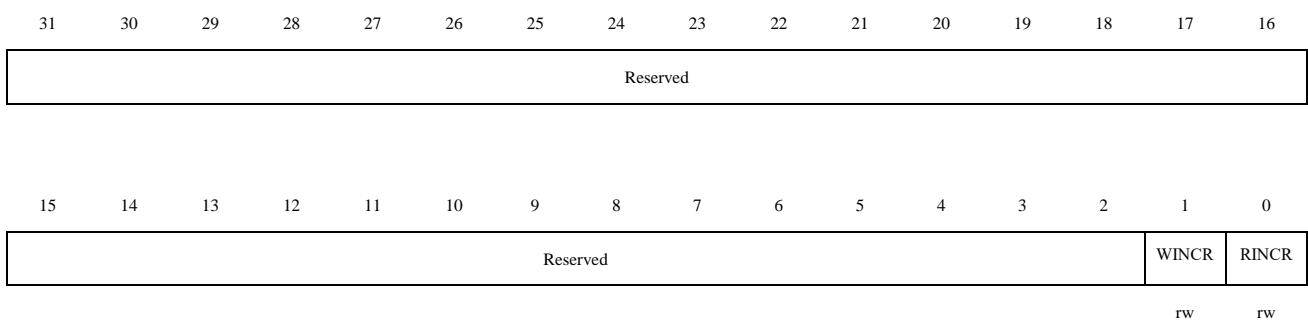 31 30 29 28 27 26 25 24 23 22 21 20 19 18 17 16
Reserved
15 14 13 12 11 10 9 8 7 6 5 4 3 2 1 0
Reserved WINCR RINCR
rw rw